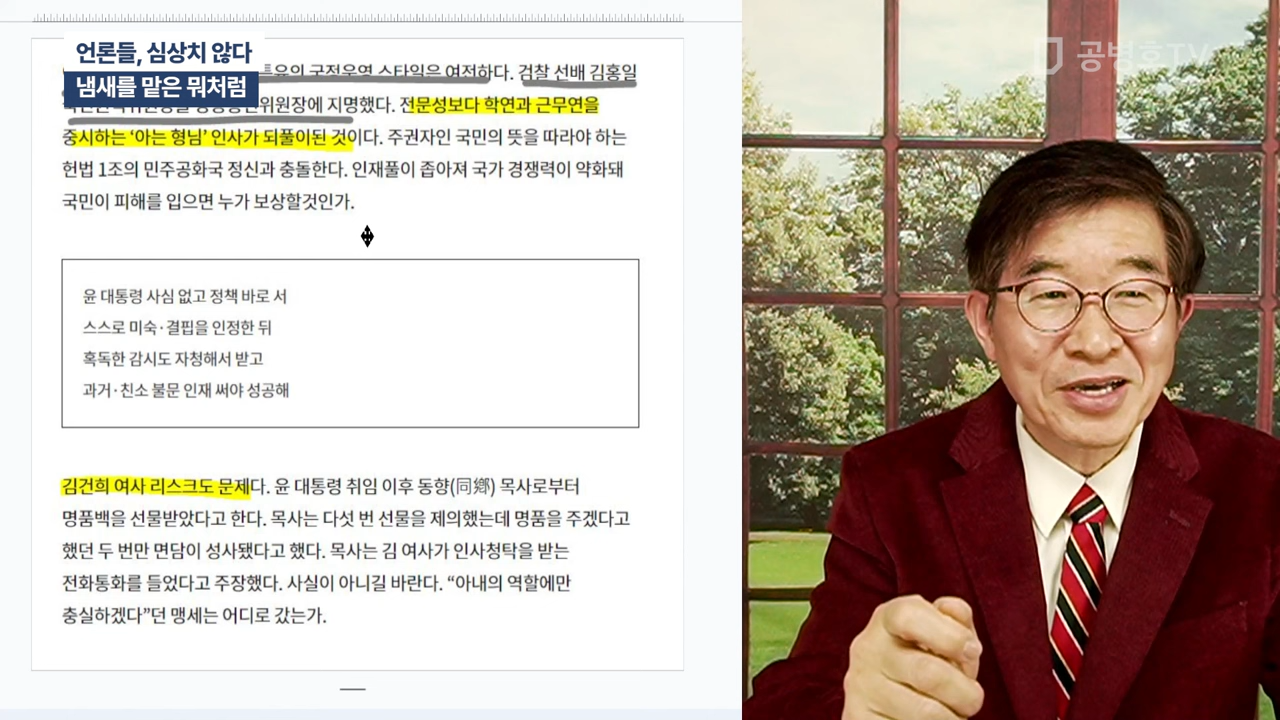 언론들, 심상치 않다
냄새를 맡은 뭐처럼
공병호TV
국정운영 스타일은 여전하다. 검찰 선배 김홍일
위원장에 지명했다. 전문성보다 학연과 근무연을
중시하는 ‘아는 형님’ 인사가 되풀이된 것이다. 주권자인 국민의 뜻을 따라야 하는
헌법 1조의 민주공화국 정신과 충돌한다. 인재풀이 좁아져 국가 경쟁력이 약화돼
국민이 피해를 입으면 누가 보상할것인가.
윤 대통령 사심 없고 정책 바로 서
스스로 미숙·결핍을 인정한 뒤
혹독한 감시도 자청해서 받고
과거·친소 불문 인재 써야 성공해
김건희 여사 리스크도 문제다. 윤 대통령 취임 이후 동향(同鄕) 목사로부터
명품백을 선물받았다고 한다. 목사는 다섯 번 선물을 제의했는데 명품을 주겠다고
했던 두 번만 면담이 성사됐다고 했다. 목사는 김 여사가 인사청탁을 받는
전화통화를 들었다고 주장했다. 사실이 아니길 바란다. “아내의 역할에만
충실하겠다”던 맹세는 어디로 갔는가.